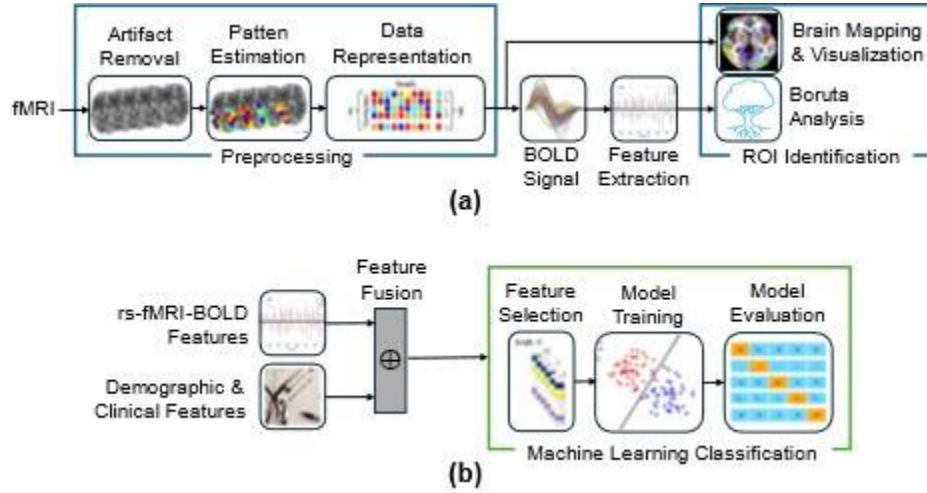 Artifact
Removal
Patten
Estimation
Data
Representation
fMRI
Preprocessing
BOLD
Signal
Feature
Extraction
Brain Mapping
& Visualization
Boruta
Analysis
ROI Identification
(a)
rs-fMRI-BOLD
Features
Demographic &
Clinical Features
Feature
Fusion
Feature
Selection
Model
Training
Model
Evaluation
Machine Learning Classification
(b)